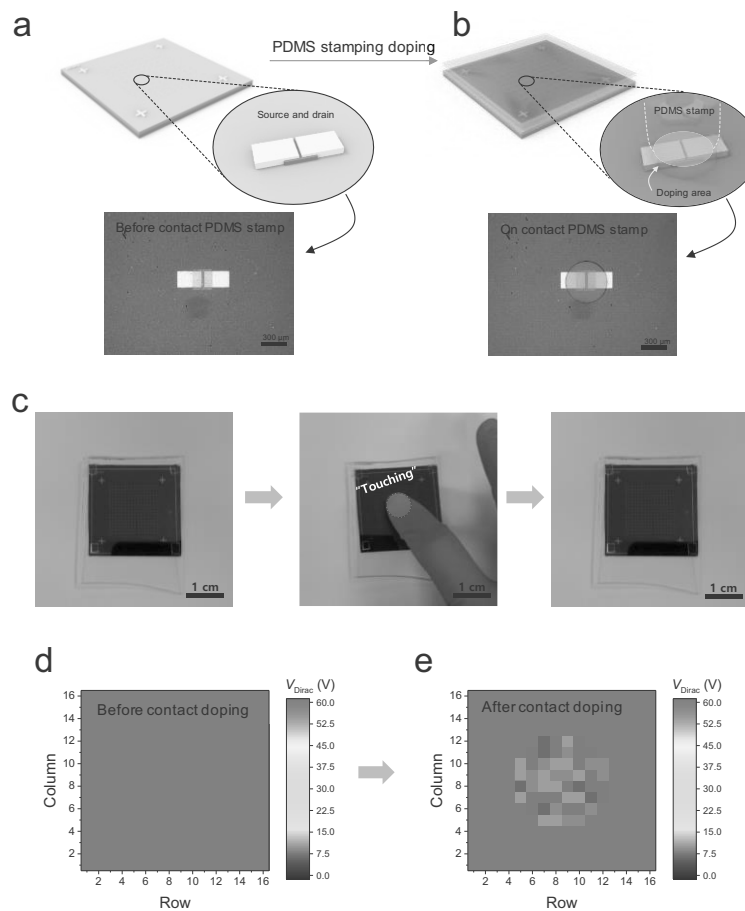 a
PDMS stamping doping
b
Source and drain
PDMS stamp
Doping area
Before contact PDMS stamp
300 µm
On contact PDMS stamp
300 µm
c
1 cm
"Touching"
1 cm
1 cm
d
V Dirac (V)
Before contact doping
Column
16
14
12
10
8
6
4
2
2 4 6 8 10 12 14 16
Row
60.0
52.5
45.0
37.5
30.0
22.5
15.0
7.5
0.0
e
V Dirac (V)
After contact doping
Column
16
14
12
10
8
6
4
2
2 4 6 8 10 12 14 16
Row
60.0
52.5
45.0
37.5
30.0
22.5
15.0
7.5
0.0